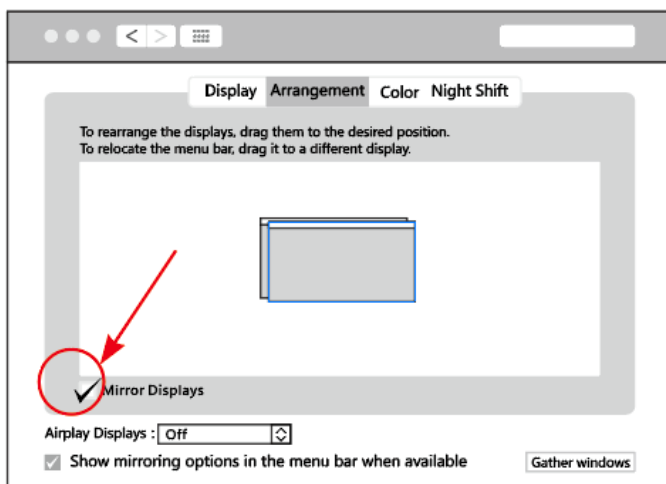 Display Arrangement Color Night Shift
To rearrange the displays, drag them to the desired position.
To relocate the menu bar, drag it to a different display.
Mirror Displays
Airplay Displays : Off
Show mirroring options in the menu bar when available
Gather windows